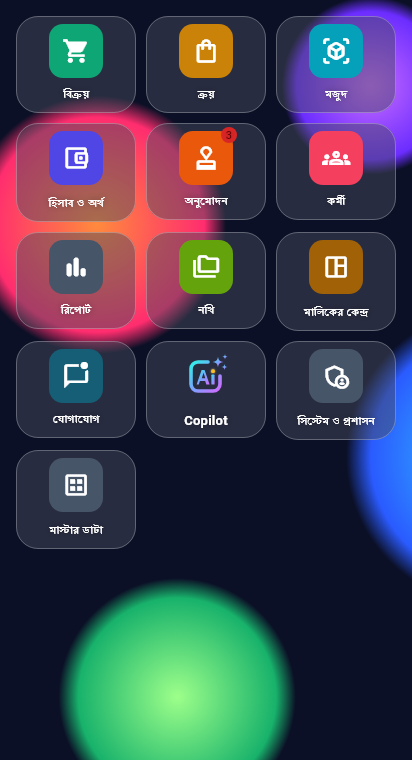 বিক্রয়
ক্রয়
মজুদ
হিসাব ও অর্থ
3
অনুমোদন
কর্মী
রিপোর্ট
নথি
মালিকের কেন্দ্র
যোগাযোগ
Ai
Copilot
সিস্টেম ও প্রশাসন
মাস্টার ডাটা